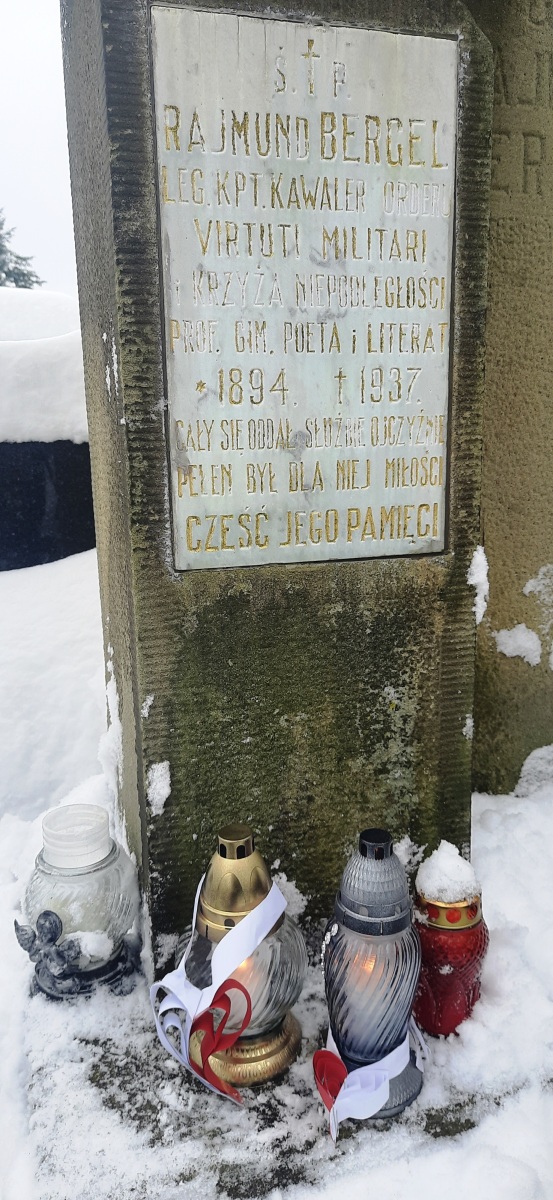 Ś. † P.
RAJMUND BERGEL
LEG. KPT. KAWALER ORDERU
VIRTUTI MILITARI
I KRZYŻA NIEPODLEGŁOŚCI
PROF. GIM. POETA i LITERAT
* 1894. † 1937.
CAŁY SIĘ ODDAŁ SŁUŻBIE OJCZYŹNIE
PEŁEN BYŁ DLA NIEJ MIŁOŚCI
CZEŚĆ JEGO PAMIĘCI